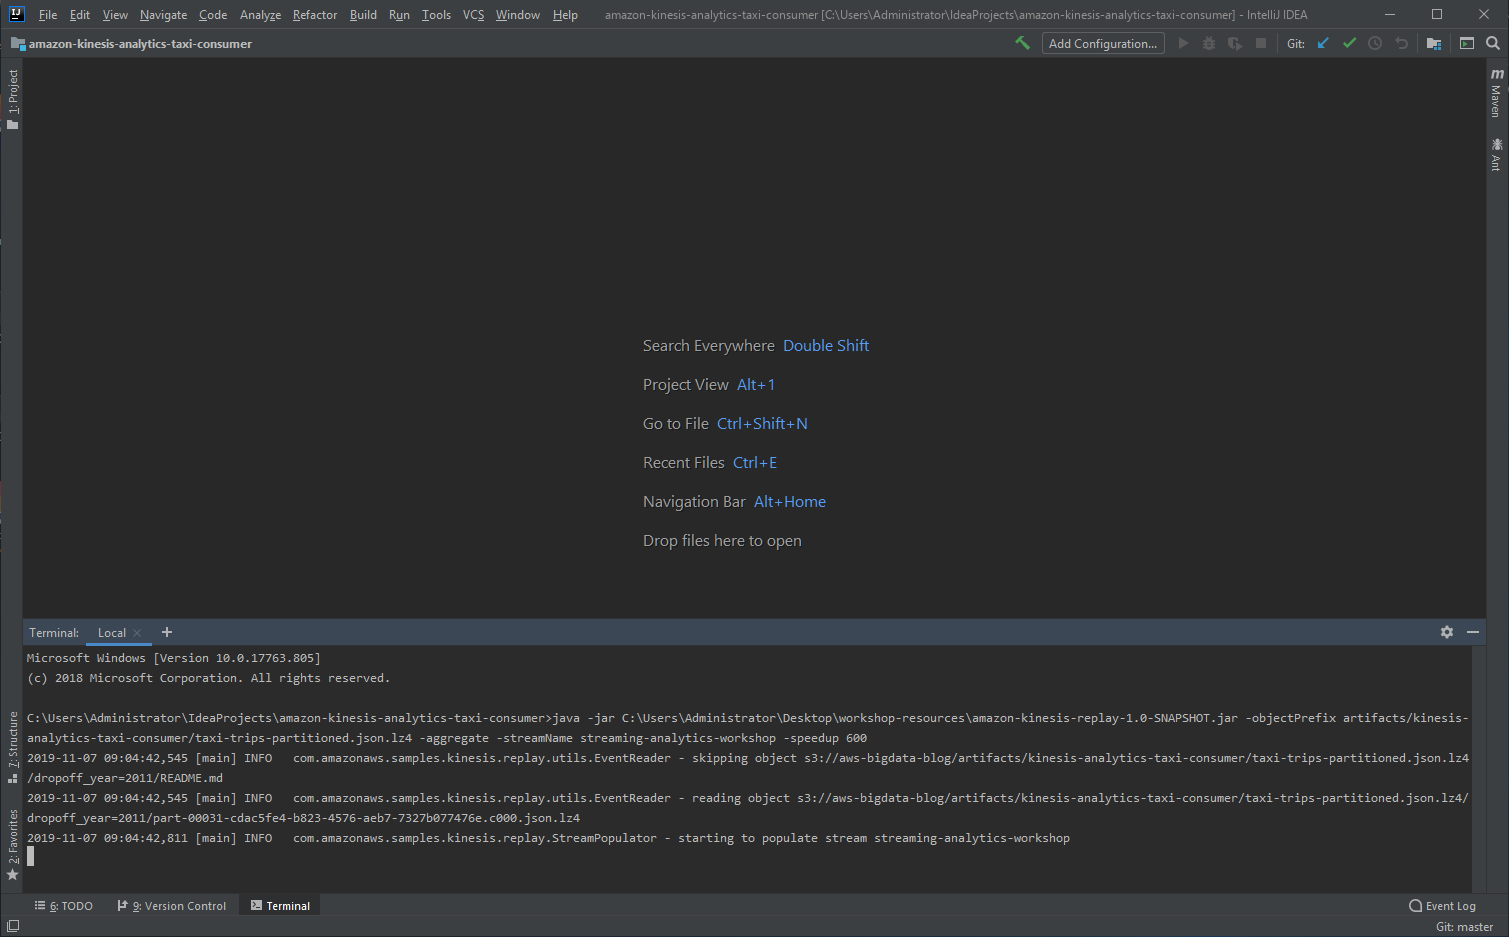 IJ File Edit View Navigate Code Analyze Refactor Build Run Tools VCS Window Help amazon-kinesis-analytics-taxi-consumer [C:\Users\Administrator\IdeaProjects\amazon-kinesis-analytics-taxi-consumer] - IntelliJ IDEA
amazon-kinesis-analytics-taxi-consumer Add Configuration... Git:
1: Project
m Maven
Ant
Search Everywhere Double Shift
Project View Alt+1
Go to File Ctrl+Shift+N
Recent Files Ctrl+E
Navigation Bar Alt+Home
Drop files here to open
Terminal: Local × +
Microsoft Windows [Version 10.0.17763.805]
(c) 2018 Microsoft Corporation. All rights reserved.
C:\Users\Administrator\IdeaProjects\amazon-kinesis-analytics-taxi-consumer>java -jar C:\Users\Administrator\Desktop\workshop-resources\amazon-kinesis-replay-1.0-SNAPSHOT.jar -objectPrefix artifacts/kinesis-
analytics-taxi-consumer/taxi-trips-partitioned.json.lz4 -aggregate -streamName streaming-analytics-workshop -speedup 600
2019-11-07 09:04:42,545 [main] INFO com.amazonaws.samples.kinesis.replay.utils.EventReader - skipping object s3://aws-bigdata-blog/artifacts/kinesis-analytics-taxi-consumer/taxi-trips-partitioned.json.lz4
/dropoff_year=2011/README.md
2019-11-07 09:04:42,545 [main] INFO com.amazonaws.samples.kinesis.replay.utils.EventReader - reading object s3://aws-bigdata-blog/artifacts/kinesis-analytics-taxi-consumer/taxi-trips-partitioned.json.lz4/
dropoff_year=2011/part-00031-cdac5fe4-b823-4576-aeb7-7327b077476e.c000.json.lz4
2019-11-07 09:04:42,811 [main] INFO com.amazonaws.samples.kinesis.replay.StreamPopulator - starting to populate stream streaming-analytics-workshop
7: Structure
2: Favorites
6: TODO 9: Version Control Terminal Event Log
Git: master